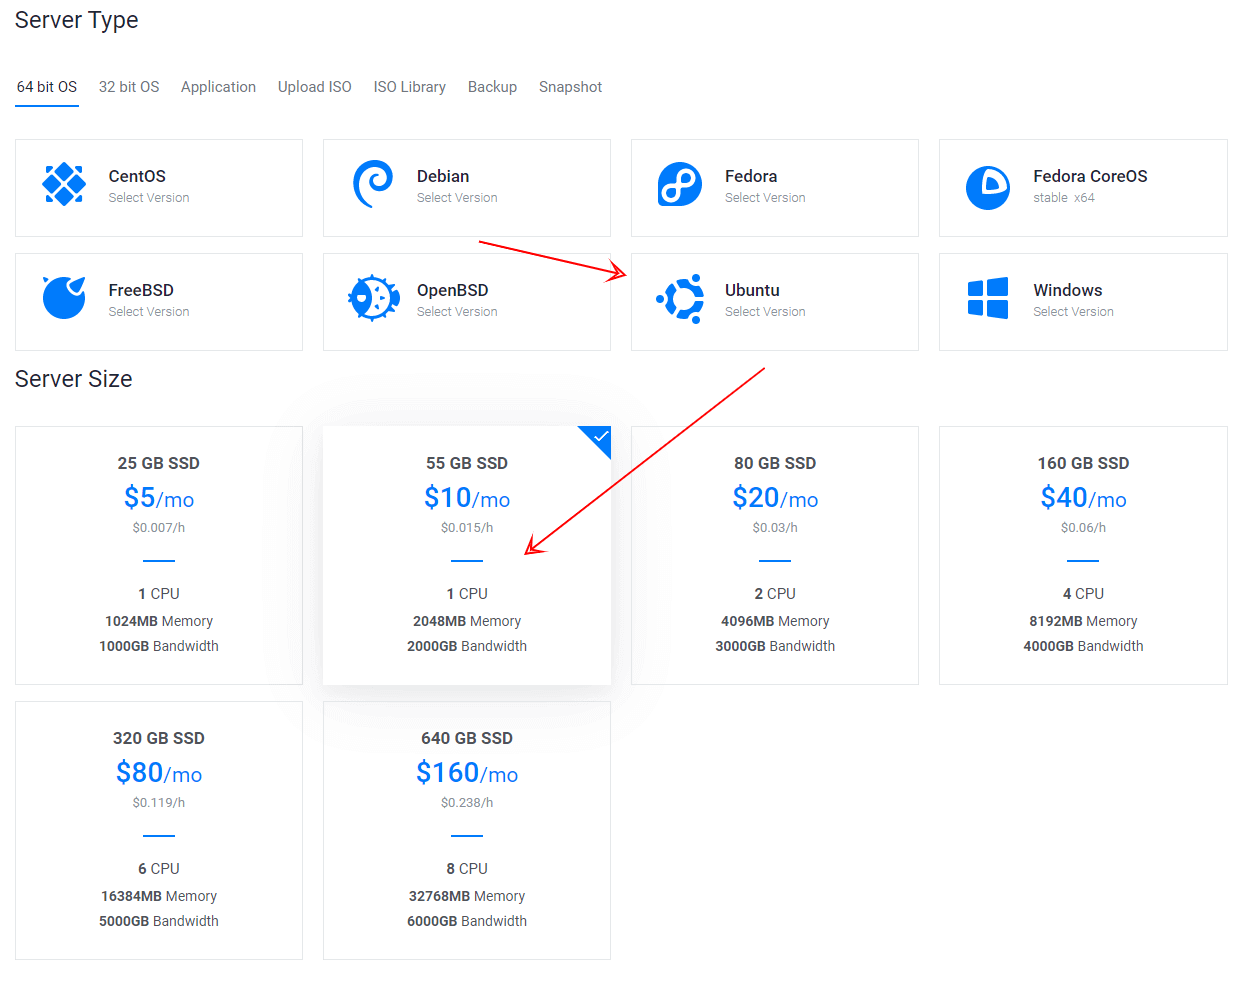 Server Type
64 bit OS 32 bit OS Application Upload ISO ISO Library Backup Snapshot
CentOS
Select Version
Debian
Select Version
Fedora
Select Version
Fedora CoreOS
stable x64
FreeBSD
Select Version
OpenBSD
Select Version
Ubuntu
Select Version
Windows
Select Version
Server Size
25 GB SSD
$5/mo
$0.007/h
1 CPU
1024MB Memory
1000GB Bandwidth
55 GB SSD
$10/mo
$0.015/h
1 CPU
2048MB Memory
2000GB Bandwidth
80 GB SSD
$20/mo
$0.03/h
2 CPU
4096MB Memory
3000GB Bandwidth
160 GB SSD
$40/mo
$0.06/h
4 CPU
8192MB Memory
4000GB Bandwidth
320 GB SSD
$80/mo
$0.119/h
6 CPU
16384MB Memory
5000GB Bandwidth
640 GB SSD
$160/mo
$0.238/h
8 CPU
32768MB Memory
6000GB Bandwidth